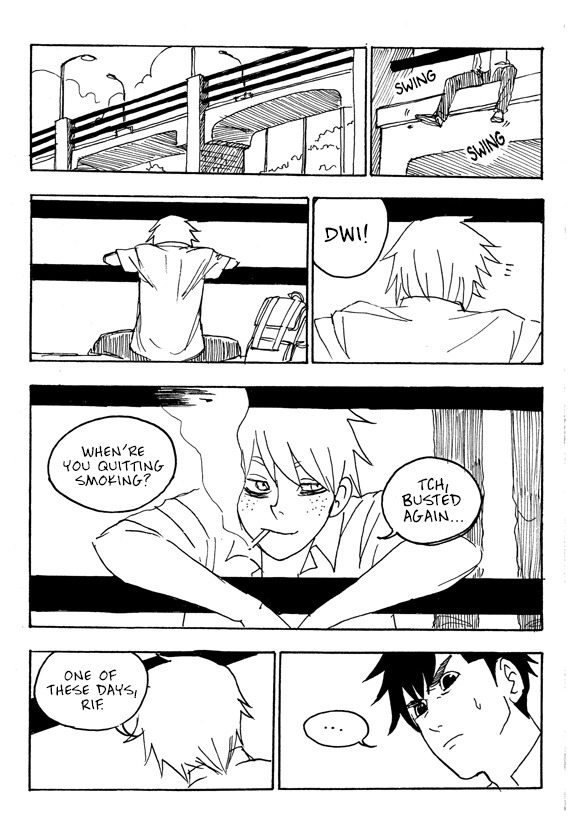 SWING
SWING
DWI!
WHEN'RE
YOU QUITTING
SMOKING?
TCH,
BUSTED
AGAIN...
ONE OF
THESE DAYS,
RIF.
...